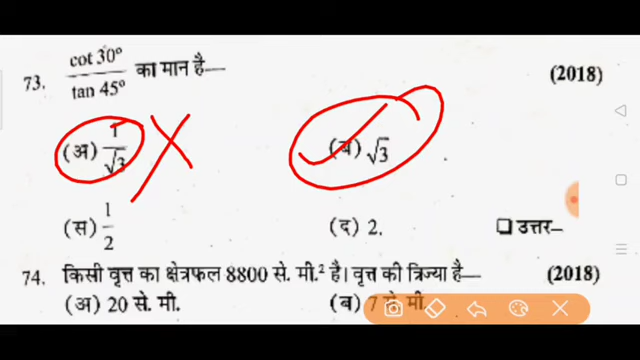 73. cot 30° / tan 45° का मान है— (2018)
(अ) 1/√3 (ब) √3
(स) 1/2 (द) 2. ❑ उत्तर–
74. किसी वृत्त का क्षेत्रफल 8800 से. मी.² है। वृत्त की त्रिज्या है— (2018)
(अ) 20 से. मी. (ब) 7 से. मी.